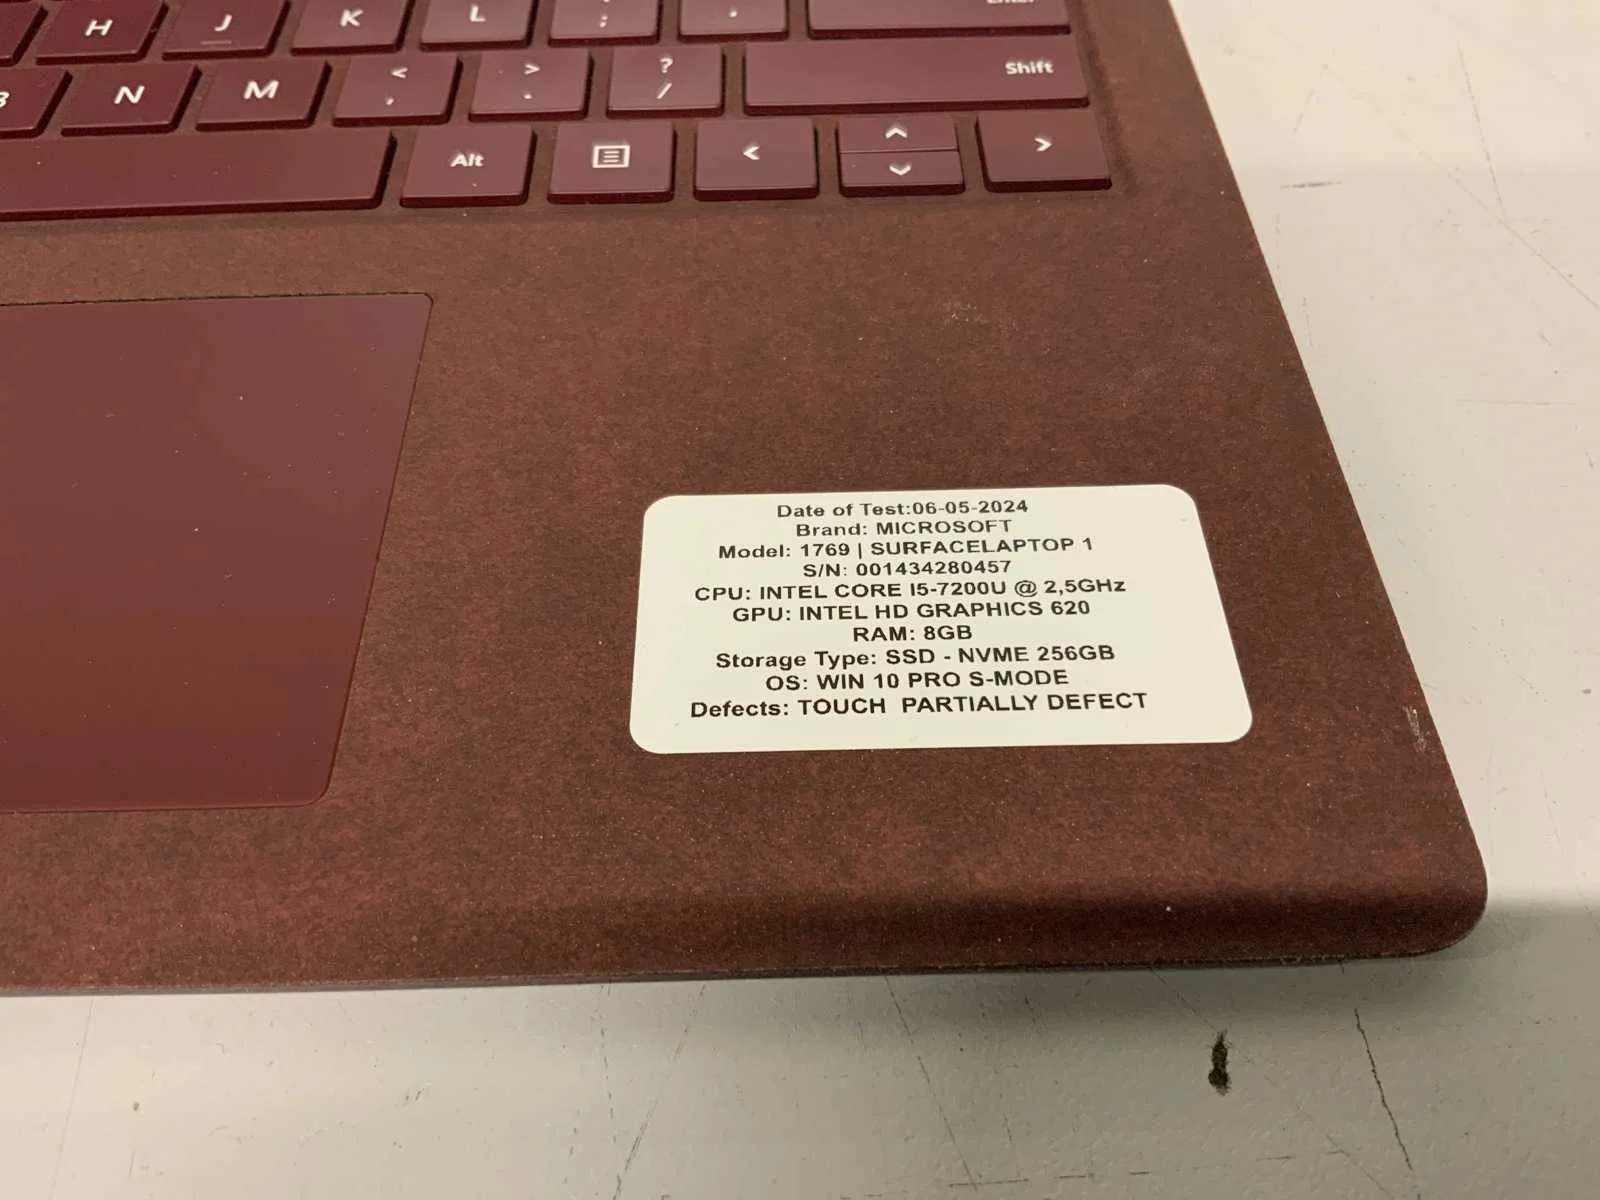 Enter
H J K L : ; " '
B N M < , > . ? / Shift
Alt < ^ v >
Date of Test:06-05-2024
Brand: MICROSOFT
Model: 1769 | SURFACELAPTOP 1
S/N: 001434280457
CPU: INTEL CORE I5-7200U @ 2,5GHz
GPU: INTEL HD GRAPHICS 620
RAM: 8GB
Storage Type: SSD - NVME 256GB
OS: WIN 10 PRO S-MODE
Defects: TOUCH  PARTIALLY DEFECT